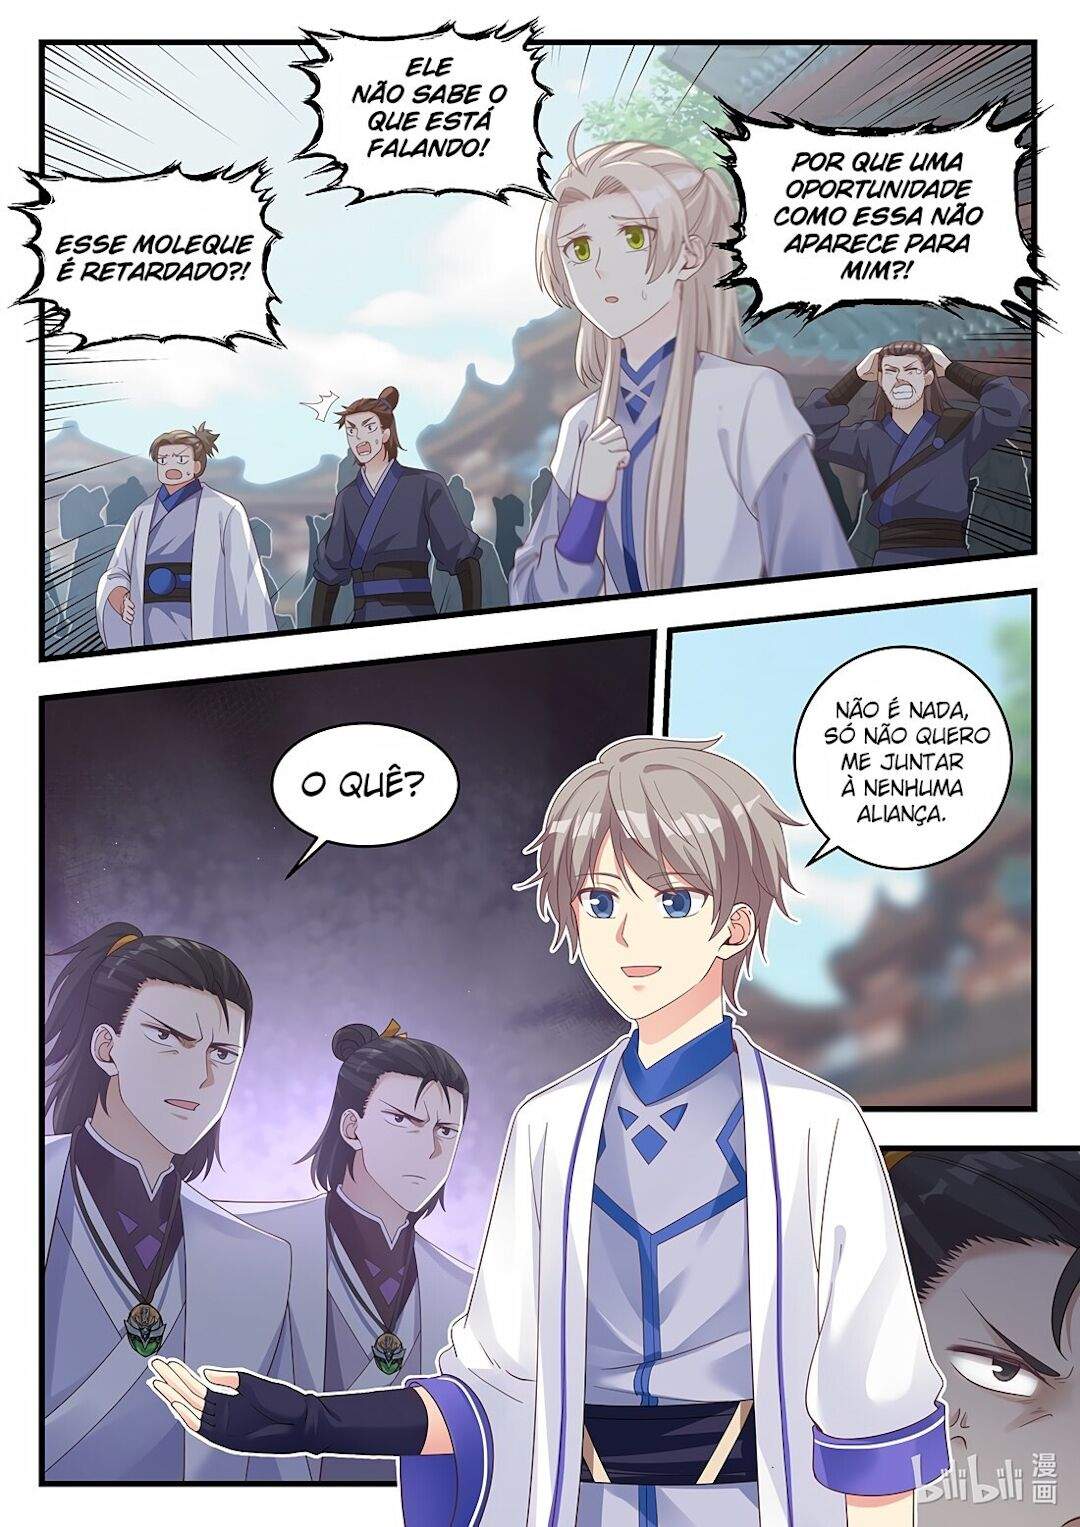 ELE
NÃO SABE O
QUE ESTÁ
FALANDO!
ESSE MOLEQUE
É RETARDADO?!
POR QUE UMA
OPORTUNIDADE
COMO ESSA NÃO
APARECE PARA
MIM?!
O QUÊ?
NÃO É NADA,
SÓ NÃO QUERO
ME JUNTAR
À NENHUMA
ALIANÇA.
bilibili 漫画